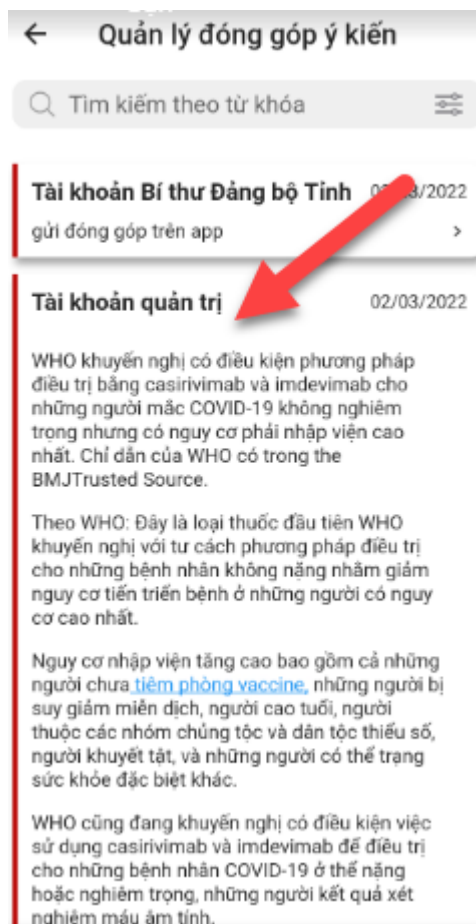 Quản lý đóng góp ý kiến
Tìm kiếm theo từ khóa
Tài khoản Bí thư Đảng bộ Tỉnh /2022
gửi đóng góp trên app
Tài khoản quản trị 02/03/2022
WHO khuyến nghị có điều kiện phương pháp
điều trị bằng casirivimab và imdevimab cho
những người mắc COVID-19 không nghiêm
trọng nhưng có nguy cơ phải nhập viện cao
nhất. Chỉ dẫn của WHO có trong the
BMJTrusted Source.
Theo WHO: Đây là loại thuốc đầu tiên WHO
khuyến nghị với tư cách phương pháp điều trị
cho những bệnh nhân không nặng nhằm giảm
nguy cơ tiến triển bệnh ở những người có nguy
cơ cao nhất.
Nguy cơ nhập viện tăng cao bao gồm cả những
người chưa tiêm phòng vaccine, những người bị
suy giảm miễn dịch, người cao tuổi, người
thuộc các nhóm chủng tộc và dân tộc thiểu số,
người khuyết tật, và những người có thể trạng
sức khỏe đặc biệt khác.
WHO cũng đang khuyến nghị có điều kiện việc
sử dụng casirivimab và imdevimab để điều trị
cho những bệnh nhân COVID-19 ở thể nặng
hoặc nghiêm trọng, những người kết quả xét
nghiệm máu âm tính.